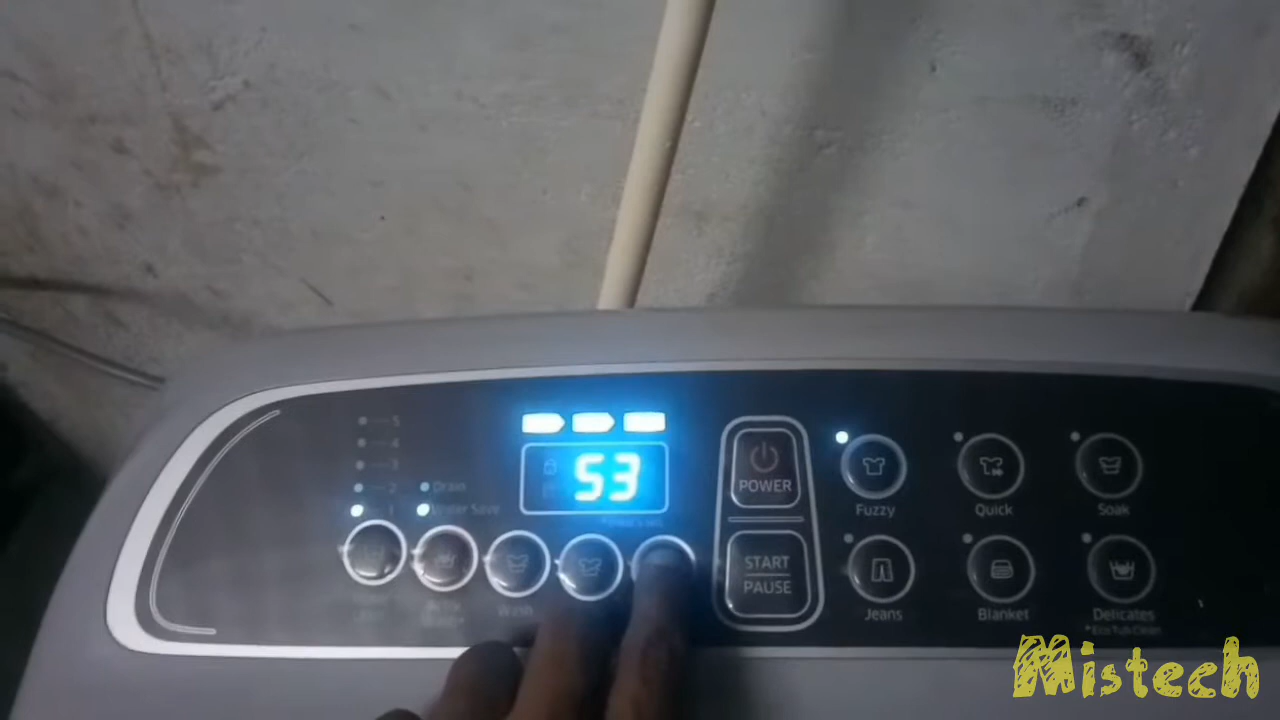 5
4
3
2
1
Drain
Water Save
53
POWER
START
PAUSE
Wash
Fuzzy
Quick
Soak
Jeans
Blanket
Delicates
*EcoTubClean
Mistech